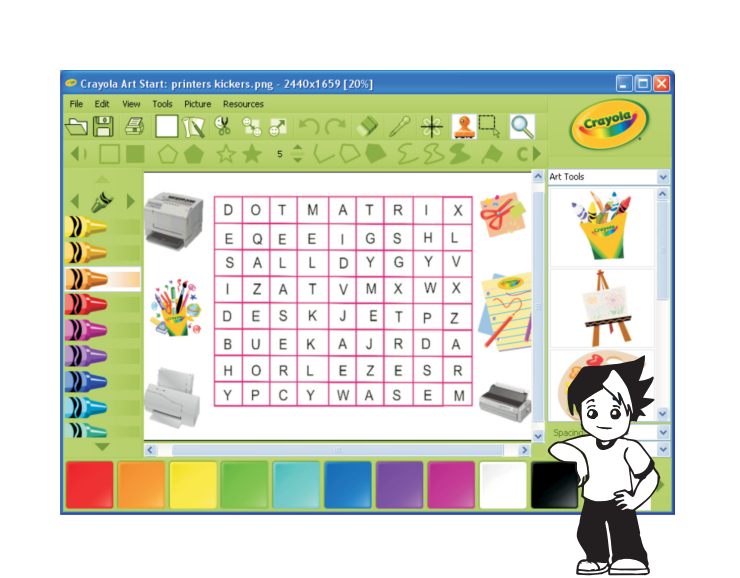 Crayola Art Start: printers kickers.png - 2440x1659 [20%]
File Edit View Tools Picture Resources
Crayola
5
Art Tools
D O T M A T R I X
E Q E E I G S H L
S A L L D Y G Y V
I Z A T V M X W X
D E S K J E T P Z
B U E K A J R D A
H O R L E Z E S R
Y P C Y W A S E M
Spacing